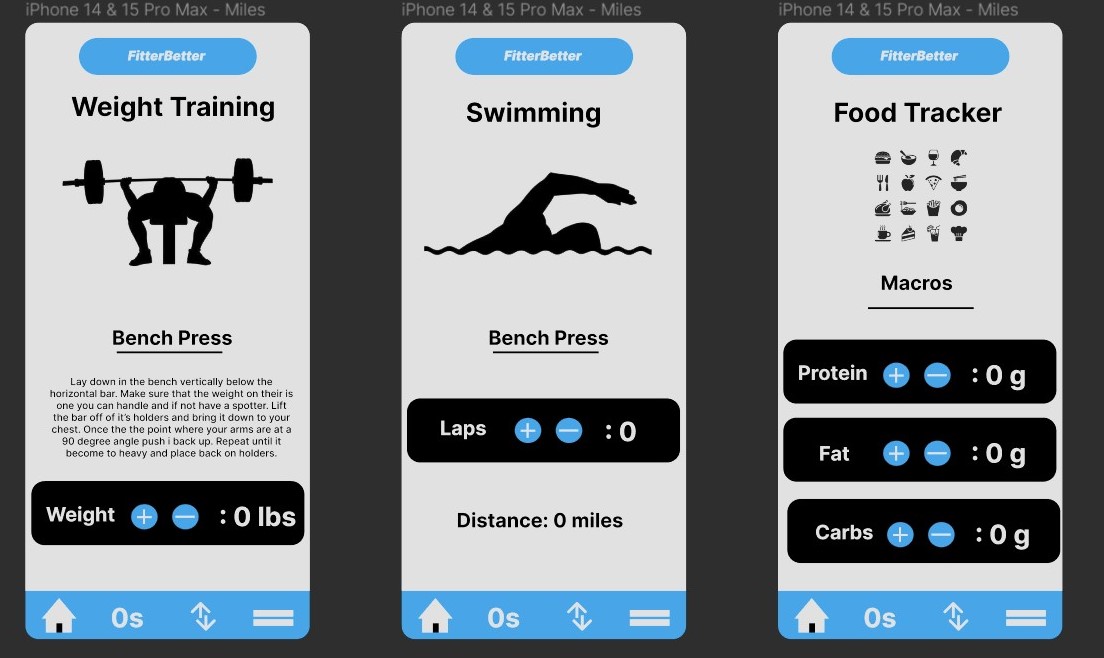 iPhone 14 & 15 Pro Max - Miles
FitterBetter
Weight Training
Bench Press
Lay down in the bench vertically below the
horizontal bar. Make sure that the weight on their is
one you can handle and if not have a spotter. Lift
the bar off of it's holders and bring it down to your
chest. Once the the point where your arms are at a
90 degree angle push i back up. Repeat until it
become to heavy and place back on holders.
Weight + − : 0 lbs
0s
iPhone 14 & 15 Pro Max - Miles
FitterBetter
Swimming
Bench Press
Laps + − : 0
Distance: 0 miles
0s
iPhone 14 & 15 Pro Max - Miles
FitterBetter
Food Tracker
Macros
Protein + − : 0 g
Fat + − : 0 g
Carbs + − : 0 g
0s